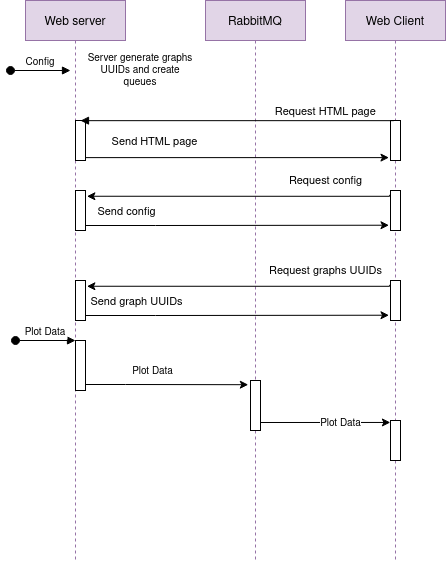 Web server
RabbitMQ
Web Client
Config
Server generate graphs
UUIDs and create
queues
Request HTML page
Send HTML page
Request config
Send config
Request graphs UUIDs
Send graph UUIDs
Plot Data
Plot Data
Plot Data